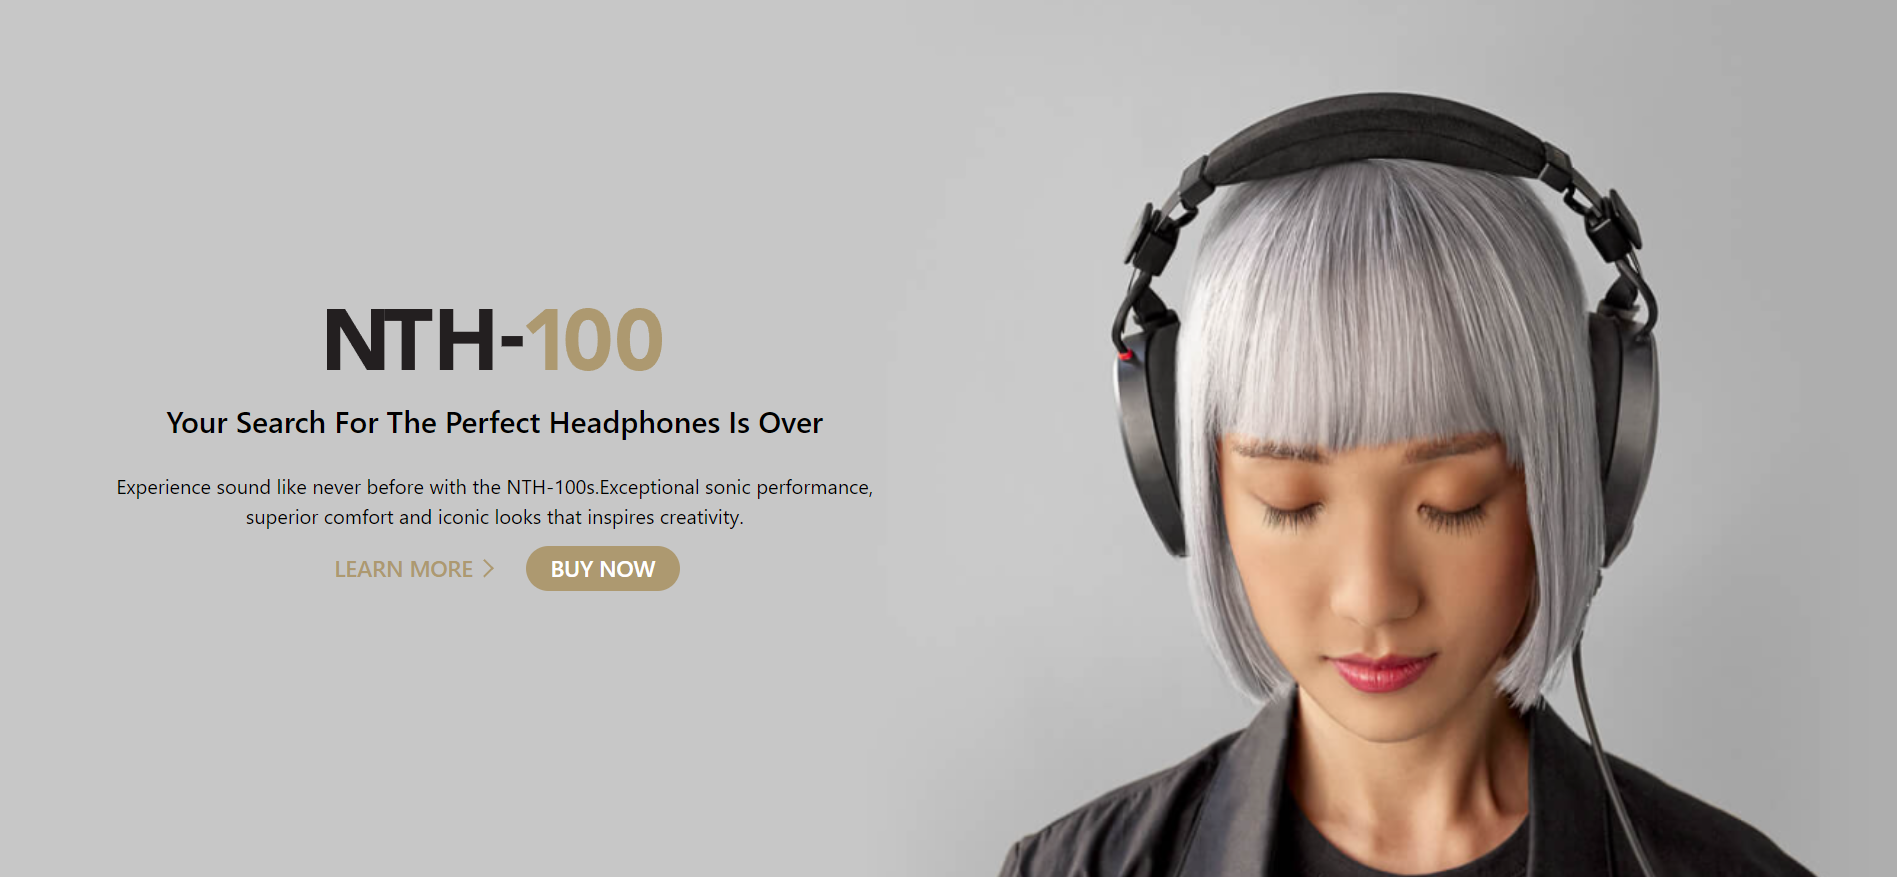 NTH-100
Your Search For The Perfect Headphones Is Over
Experience sound like never before with the NTH-100s.Exceptional sonic performance,
superior comfort and iconic looks that inspires creativity.
LEARN MORE
BUY NOW